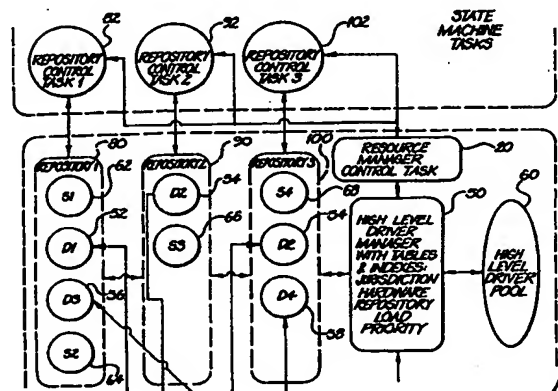 82
92
102
STATE
MACHINE
TASKS
REPOSITORY
CONTROL
TASK 1
REPOSITORY
CONTROL
TASK 2
REPOSITORY
CONTROL
TASK 3
80
90
100
REPOSITORY 1
REPOSITORY 2
REPOSITORY 3
RESOURCE
MANAGER
CONTROL TASK
20
S1
62
D1
52
D3
56
S2
64
D2
54
S3
66
S4
68
D2
54
D4
58
50
HIGH LEVEL
DRIVER
MANAGER
WITH TABLES
& INDEXES:
JURISDICTION
HARDWARE
REPOSITORY
LOAD
PRIORITY
60
HIGH
LEVEL
DRIVER
POOL